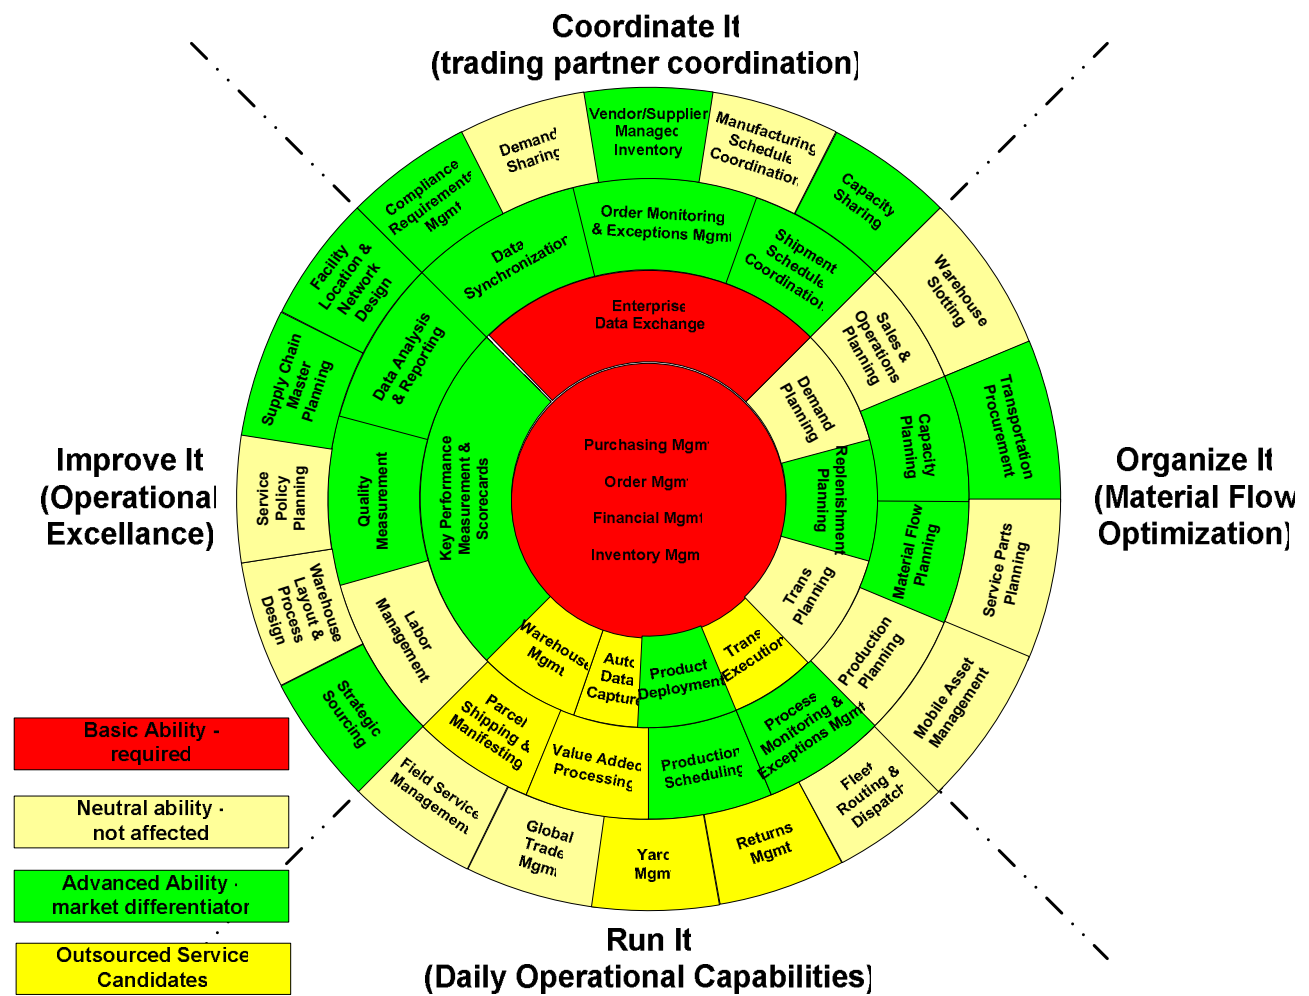 Coordinate It
(trading partner coordination)
Vendor/Supplier
Managed
Inventory
Manufacturing
Schedule
Coordination
Capacity
Sharing
Demand
Sharing
Compliance
Requirements
Mgmt
Data
Synchronization
Order Monitoring
& Exceptions Mgmt
Shipment
Schedule
Coordination
Enterprise
Data Exchange
Organize It
(Material Flow
Optimization)
Warehouse
Slotting
Transportation
Procurement
Service Parts
Planning
Mobile Asset
Management
Sales &
Operations
Planning
Capacity
Planning
Material Flow
Planning
Production
Planning
Demand
Planning
Replenishment
Planning
Trans
Planning
Purchasing Mgmt
Order Mgmt
Financial Mgmt
Inventory Mgmt
Improve It
(Operational
Excellance)
Facility
Location &
Network
Design
Supply Chain
Master
Planning
Service
Policy
Planning
Warehouse
Layout &
Process
Design
Strategic
Sourcing
Data Analysis
& Reporting
Quality
Measurement
Labor
Management
Key Performance
Measurement &
Scorecards
Warehouse
Mgmt
Auto
Data
Capture
Product
Deployment
Trans
Execution
Parcel
Shipping &
Manifesting
Value Added
Processing
Production
Scheduling
Process
Monitoring &
Exceptions Mgmt
Field Service
Management
Global
Trade
Mgmt
Yard
Mgmt
Returns
Mgmt
Fleet
Routing &
Dispatch
Run It
(Daily Operational Capabilities)
Basic Ability -
required
Neutral ability -
not affected
Advanced Ability -
market differentiator
Outsourced Service
Candidates